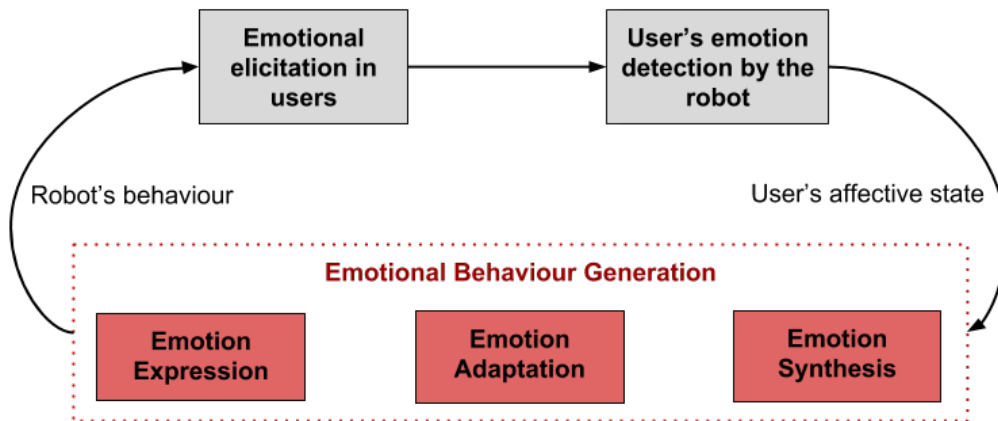 Emotional
elicitation in
users
User's emotion
detection by the
robot
Robot's behaviour
User's affective state
Emotional Behaviour Generation
Emotion
Expression
Emotion
Adaptation
Emotion
Synthesis